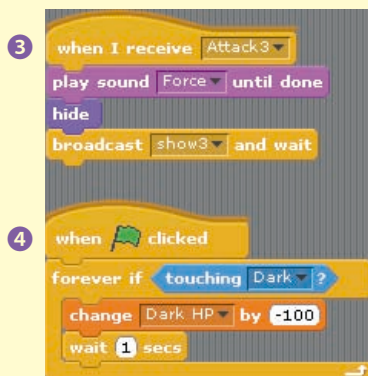 3
when I receive Attack3
play sound Force until done
hide
broadcast show3 and wait
4
when clicked
forever if touching Dark ?
change Dark HP by -100
wait 1 secs